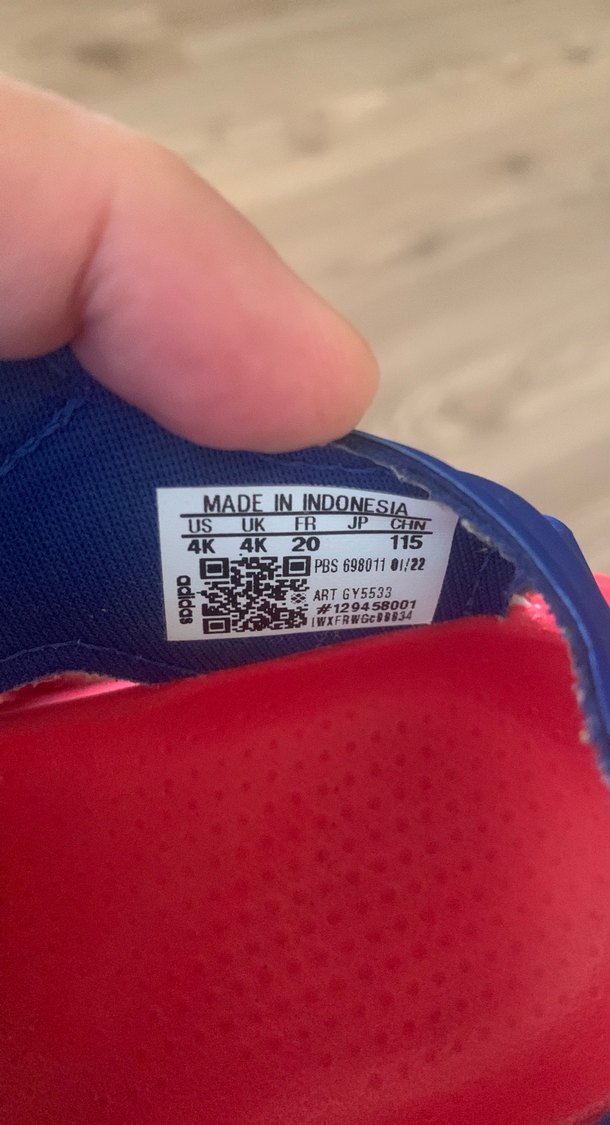 MADE IN INDONESIA
US UK FR JP CHN
4K 4K 20 115
PBS 698011 01/22
ART GY5533
#129458001
adidas